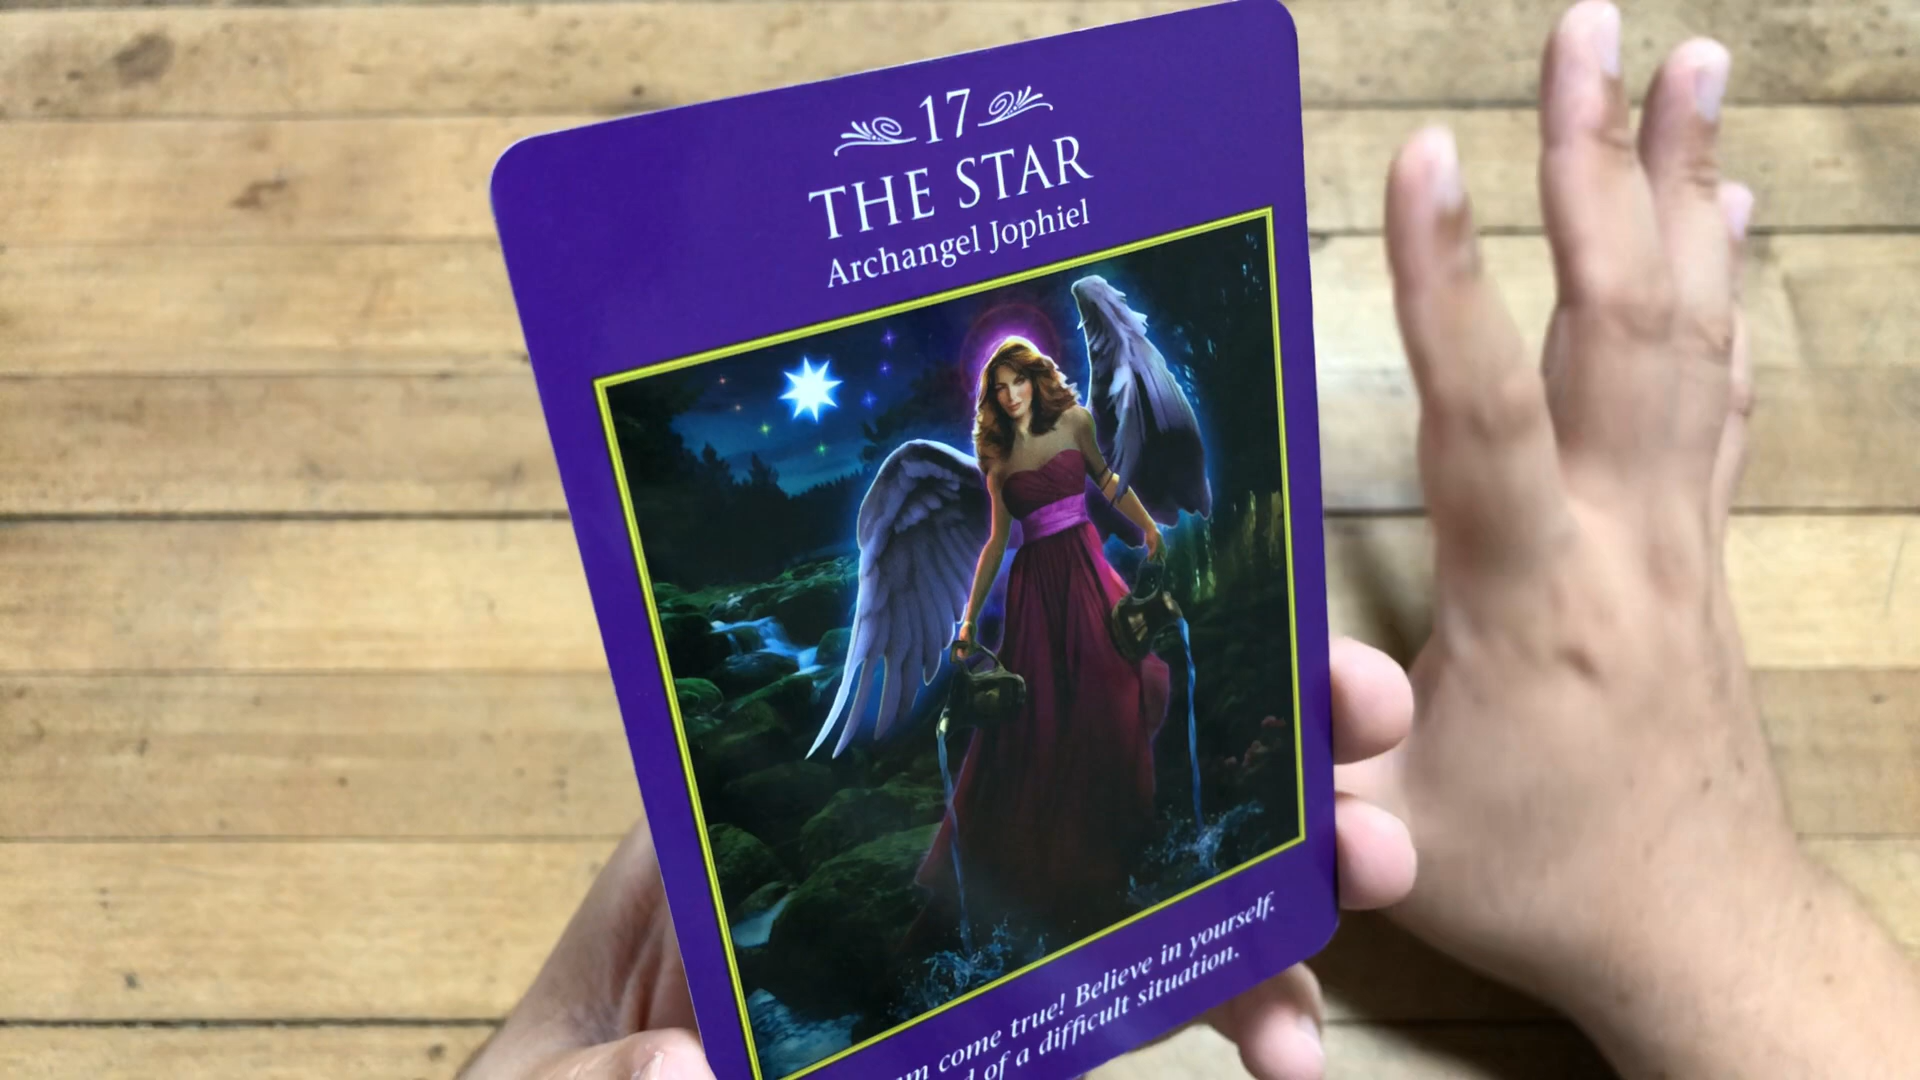 17
THE STAR
Archangel Jophiel
come true! Believe in yourself.
of a difficult situation.